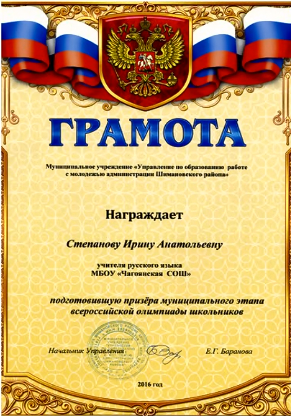 ГРАМОТА
Муниципальное учреждение «Управление по образованию работе
с молодежью администрации Шимановского района»
Награждает
Степанову Ирину Анатольевну
учителя русского языка
МБОУ «Чагоянская СОШ»
подготовившую призёра муниципального этапа
всероссийской олимпиады школьников
Начальник Управления
Е.Г. Баранова
2016 год